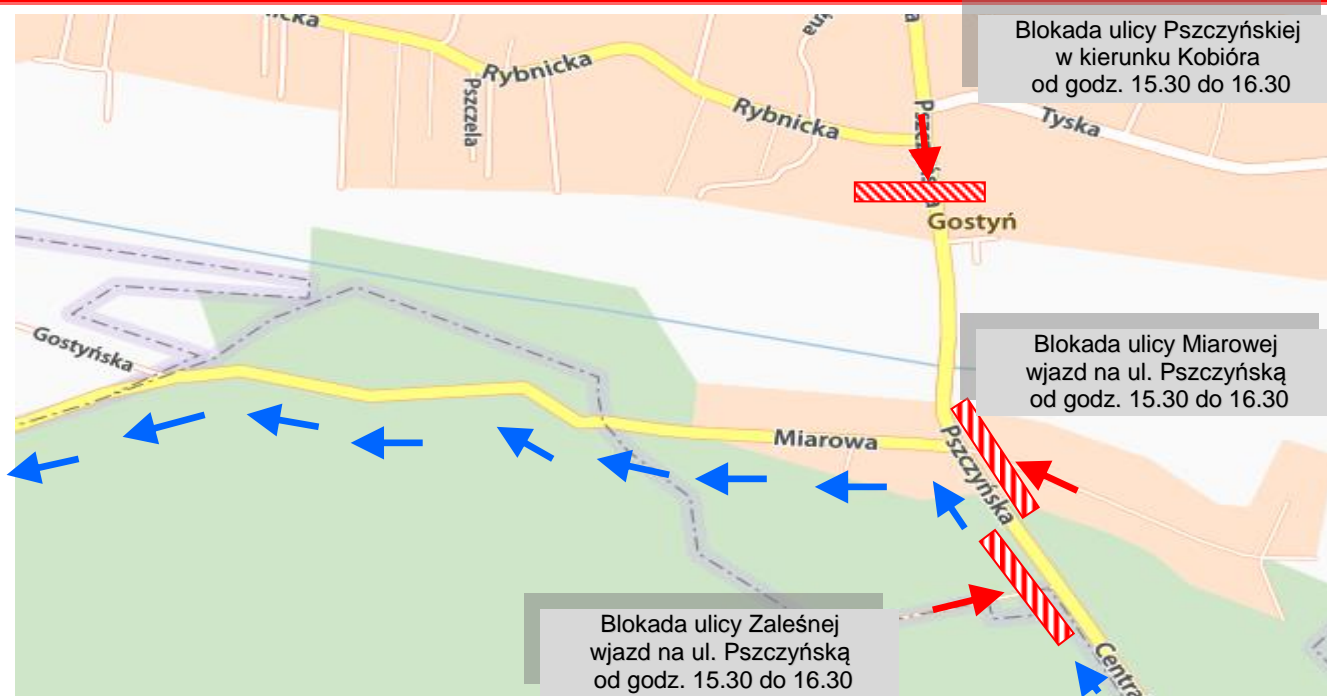 Blokada ulicy Pszczyńskiej
w kierunku Kobióra
od godz. 15.30 do 16.30
Rybnicka
Pszczela
Rybnicka
Tyska
Gostyń
Gostyńska
Blokada ulicy Miarowej
wjazd na ul. Pszczyńską
od godz. 15.30 do 16.30
Miarowa
Pszczyńska
Blokada ulicy Zaleśnej
wjazd na ul. Pszczyńską
od godz. 15.30 do 16.30